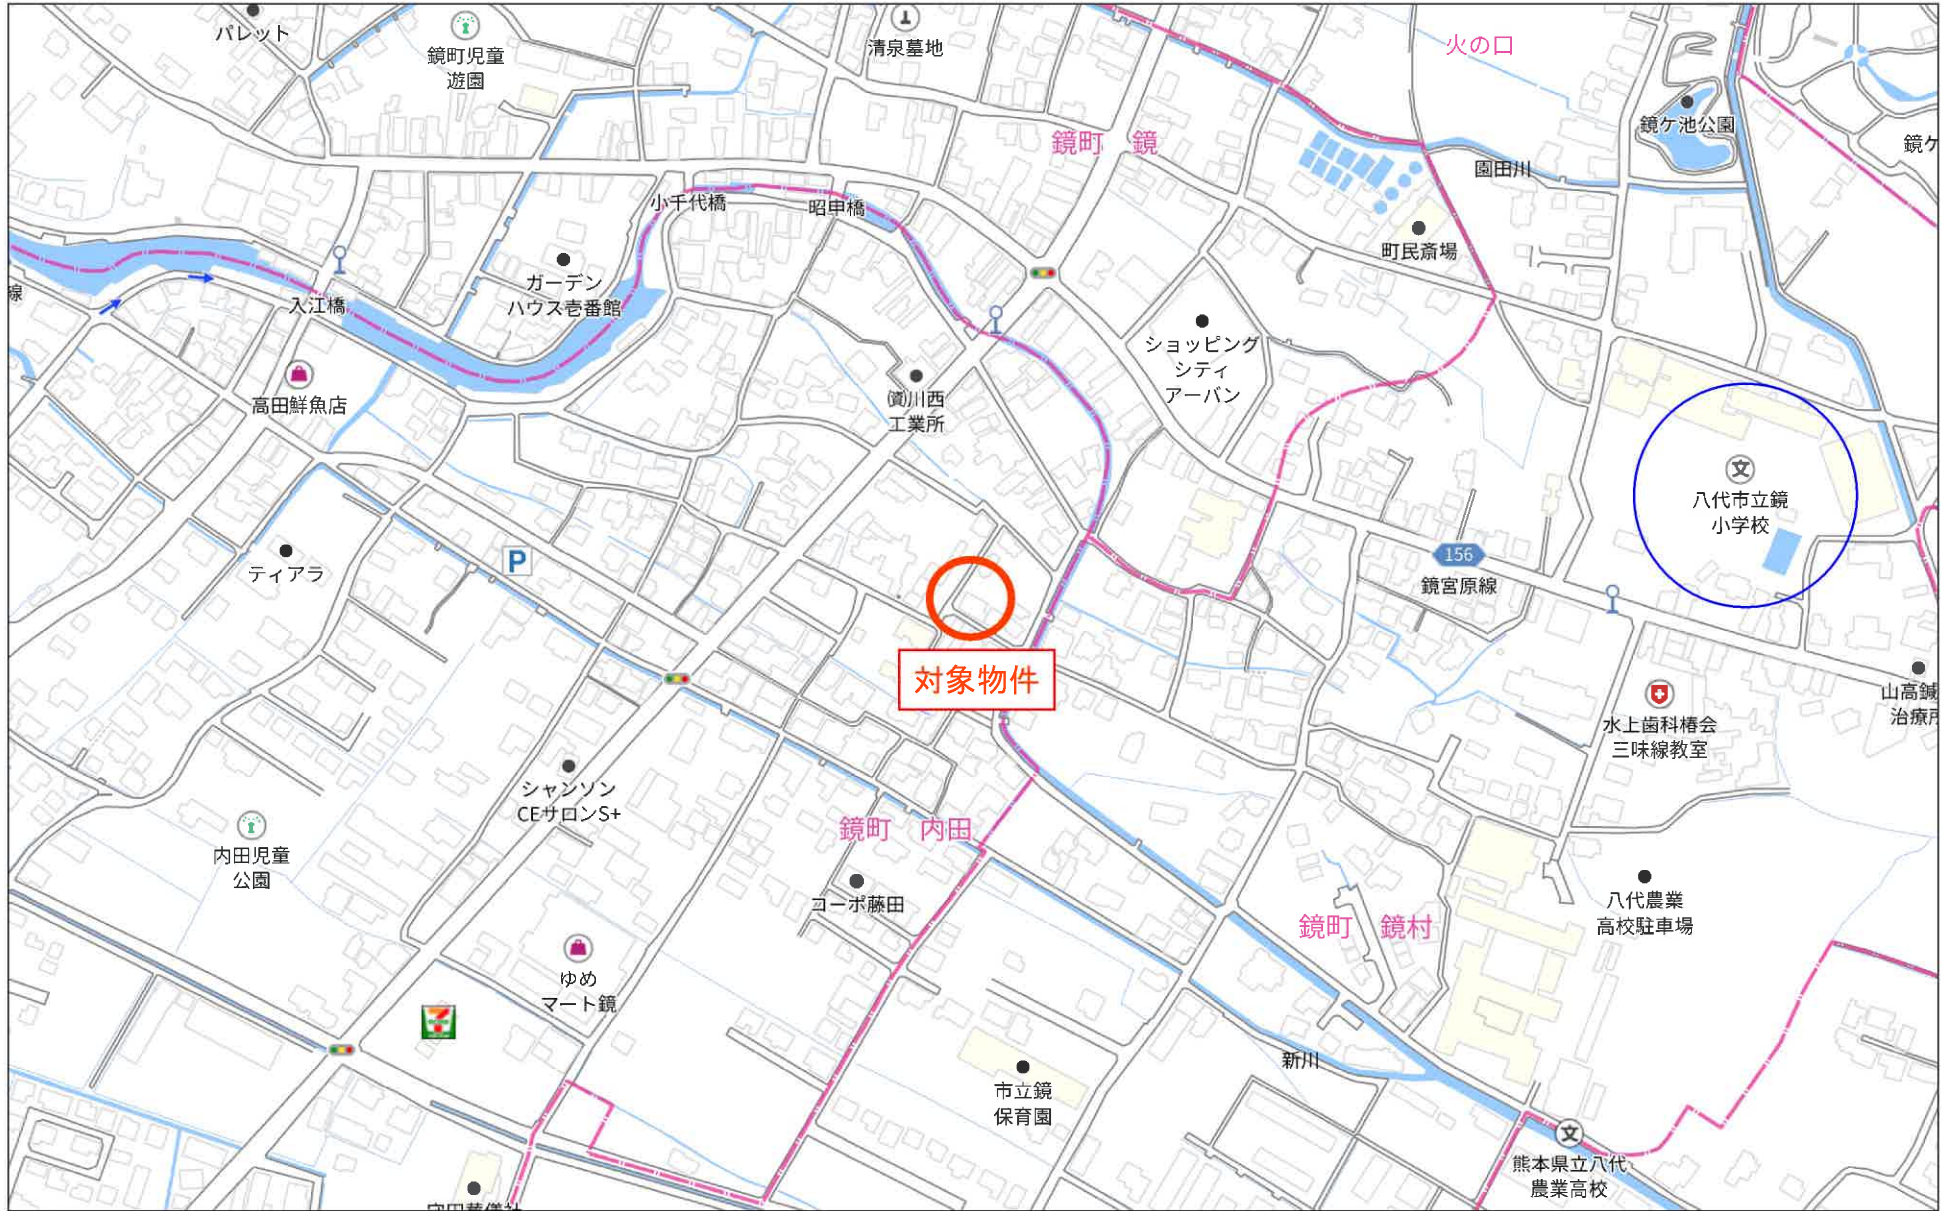 パレット
鏡町児童
遊園
清泉墓地
火の口
鏡ケ池公園
鏡ケ
鏡町 鏡
園田川
小千代橋
昭申橋
町民斎場
ガーデン
ハウス壱番館
線
入江橋
ショッピング
シティ
アーバン
高田鮮魚店
㈾川西
工業所
文
八代市立鏡
小学校
P
ティアラ
156
鏡宮原線
対象物件
山高鍼
治療所
水上歯科椿会
三味線教室
シャンソン
CEサロンS+
鏡町 内田
内田児童
公園
コーポ藤田
八代農業
高校駐車場
鏡町 鏡村
ゆめ
マート鏡
7
新川
市立鏡
保育園
文
熊本県立八代
農業高校